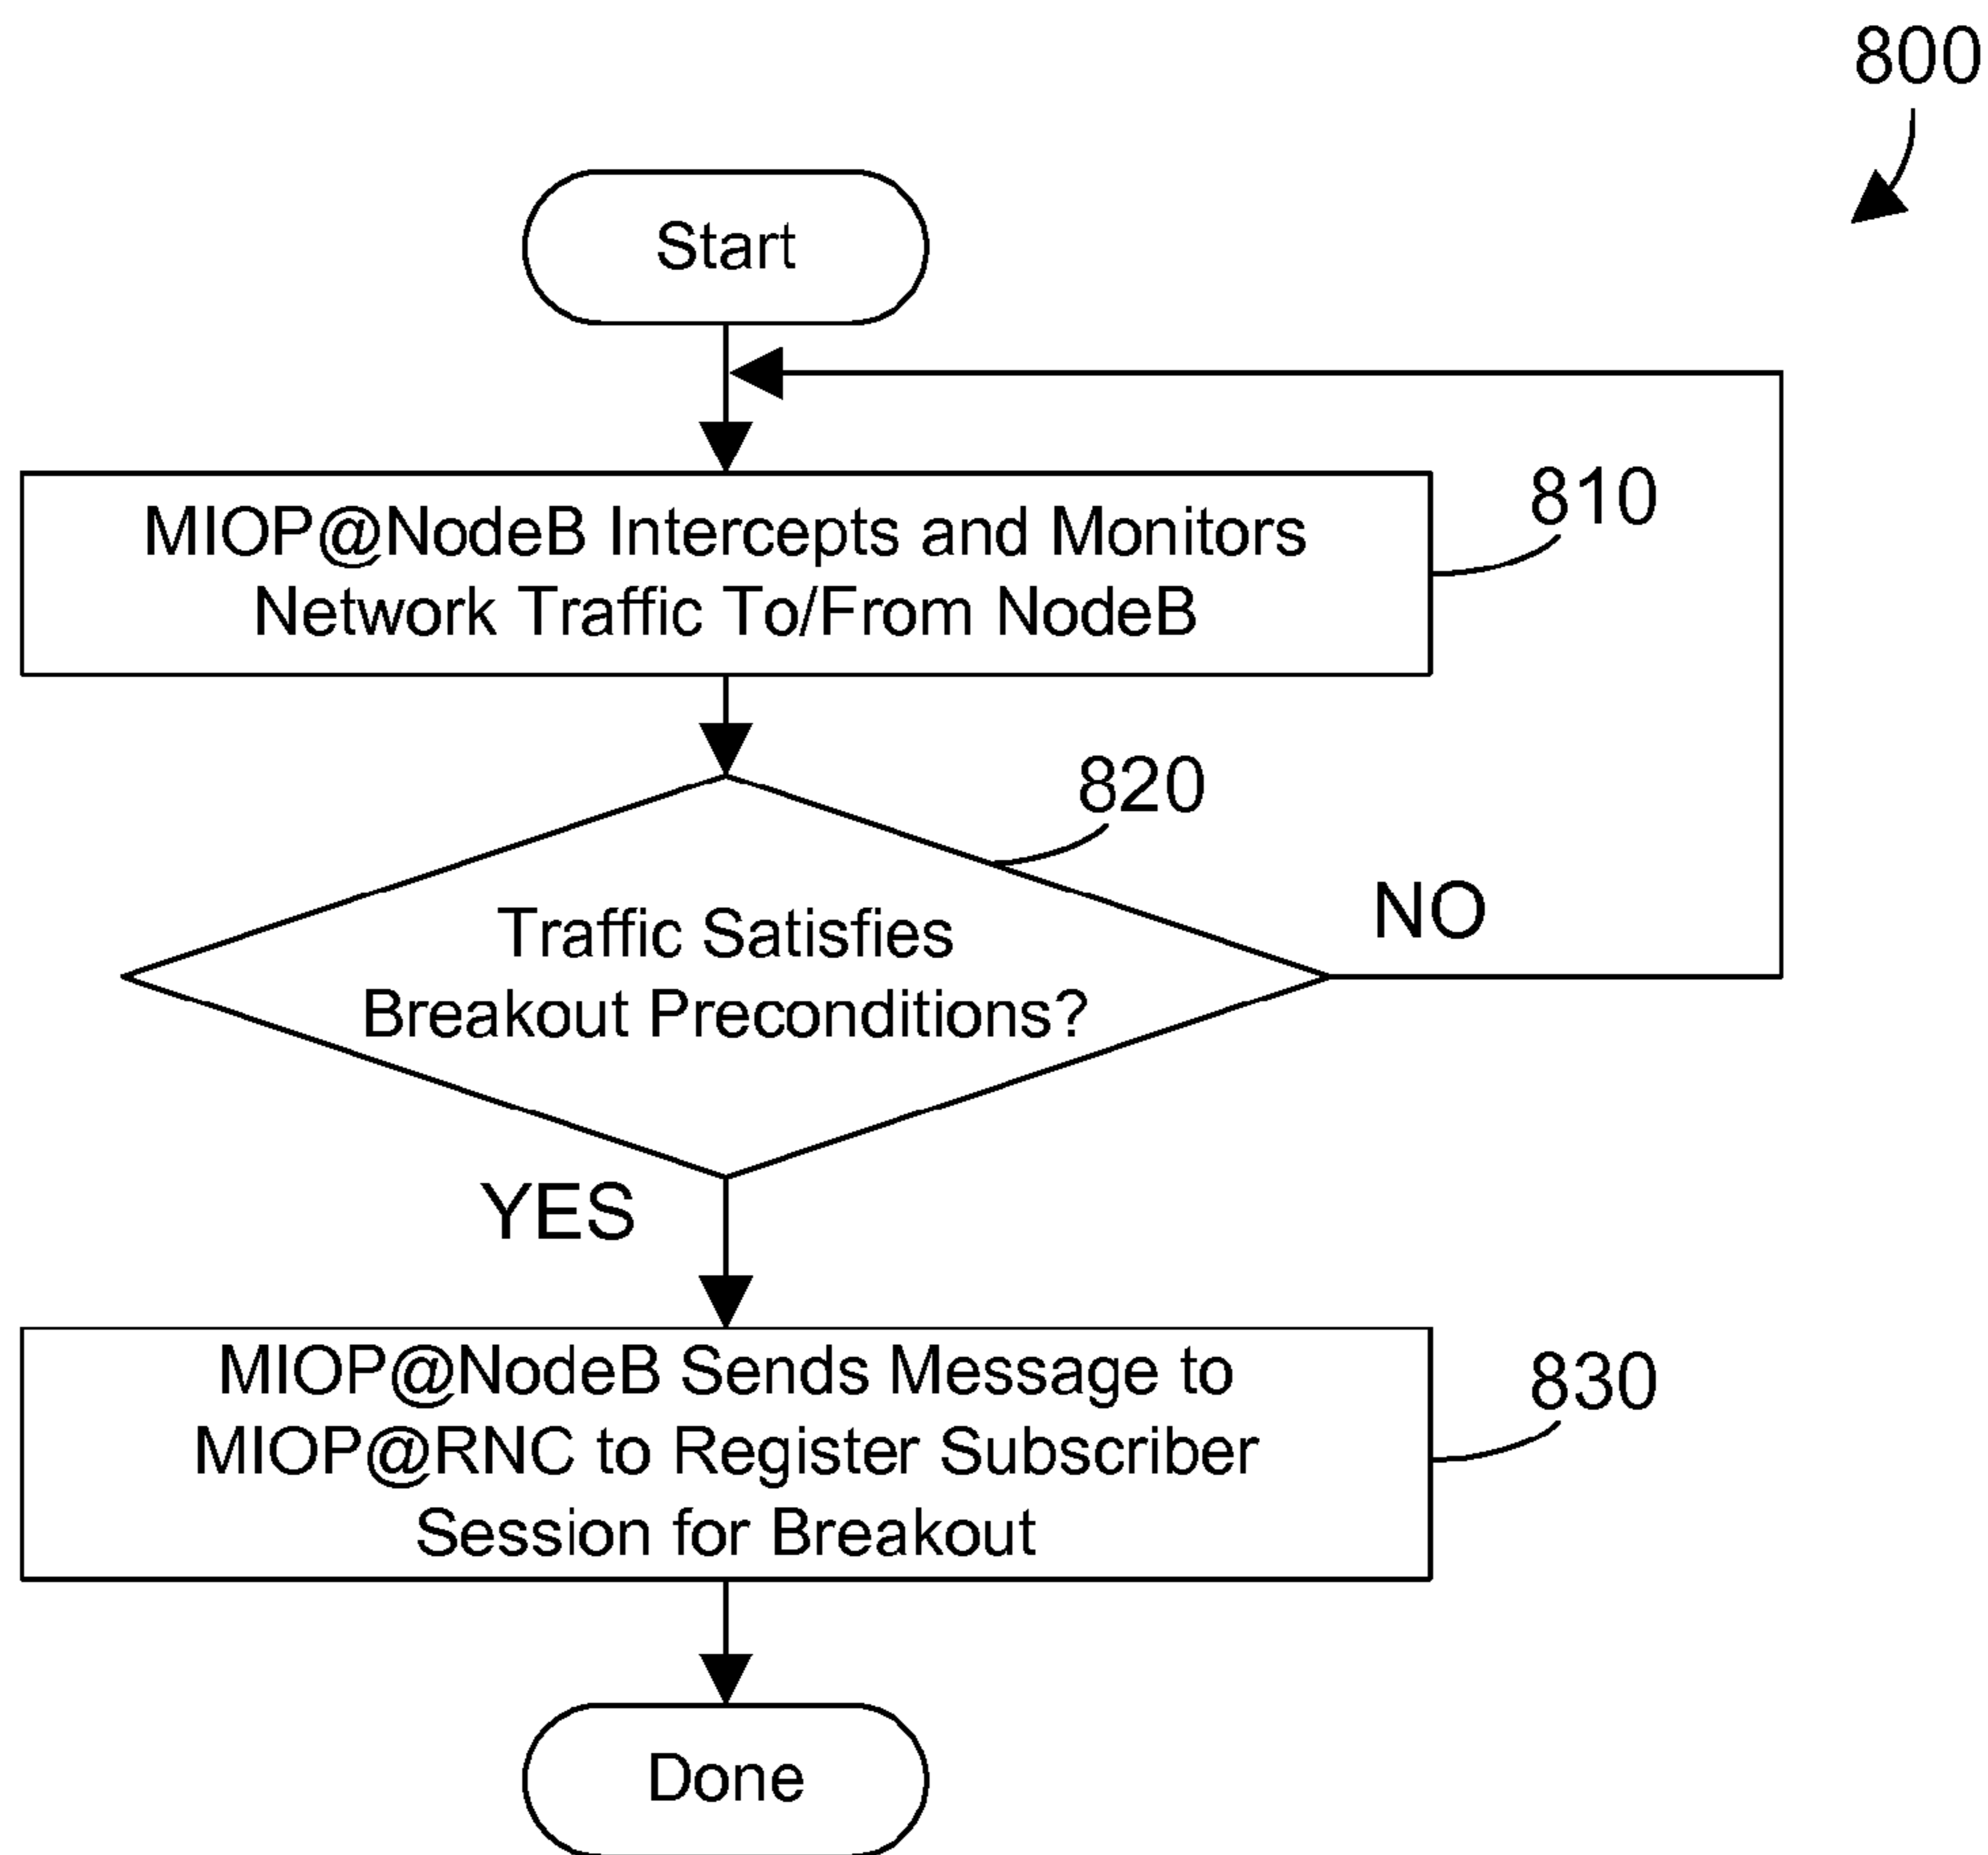 800
Start
MIOP@NodeB Intercepts and Monitors
Network Traffic To/From NodeB
810
820
Traffic Satisfies
Breakout Preconditions?
NO
YES
MIOP@NodeB Sends Message to
MIOP@RNC to Register Subscriber
Session for Breakout
830
Done